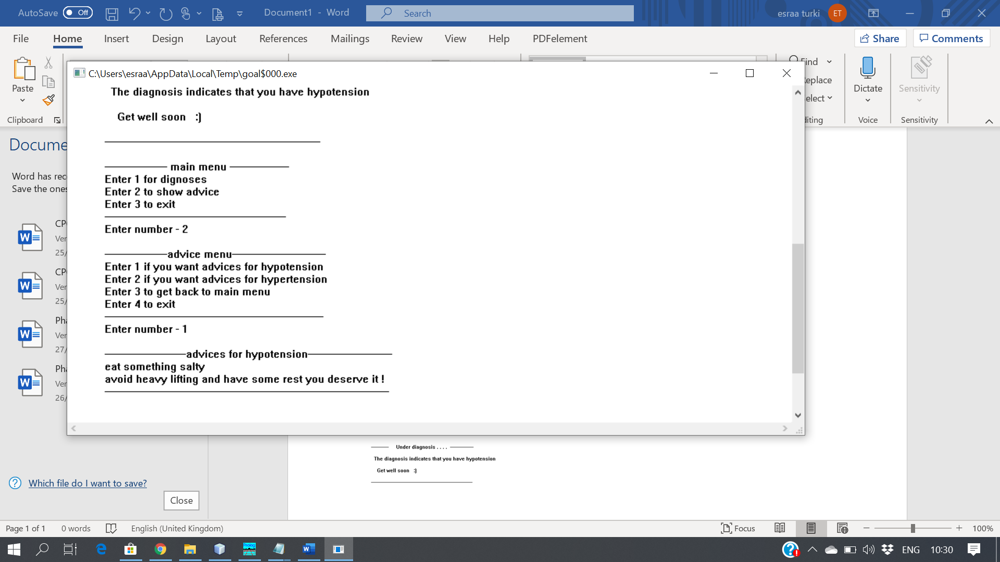 AutoSave Off Document1 - Word Search esraa turki ET
File Home Insert Design Layout References Mailings Review View Help PDFelement Share Comments
Paste
Clipboard
Find
eplace
elect
diting
Dictate
Voice
Sensitivity
Sensitivity
C:\Users\esraa\AppData\Local\Temp\goal$000.exe
The diagnosis indicates that you have hypotension
Get well soon :)
main menu
Enter 1 for dignoses
Enter 2 to show advice
Enter 3 to exit
Enter number - 2
advice menu
Enter 1 if you want advices for hypotension
Enter 2 if you want advices for hypertension
Enter 3 to get back to main menu
Enter 4 to exit
Enter number - 1
advices for hypotension
eat something salty
avoid heavy lifting and have some rest you deserve it !
Docume
Word has rec
Save the ones
CP
Ver
25/
CP
Ver
25/
Pha
Ver
27/
Pha
Ver
26/
Which file do I want to save?
Close
Under diagnosis . . . .
The diagnosis indicates that you have hypotension
Get well soon :)
Page 1 of 1 0 words English (United Kingdom) Focus 100%
Prolog ENG 10:30